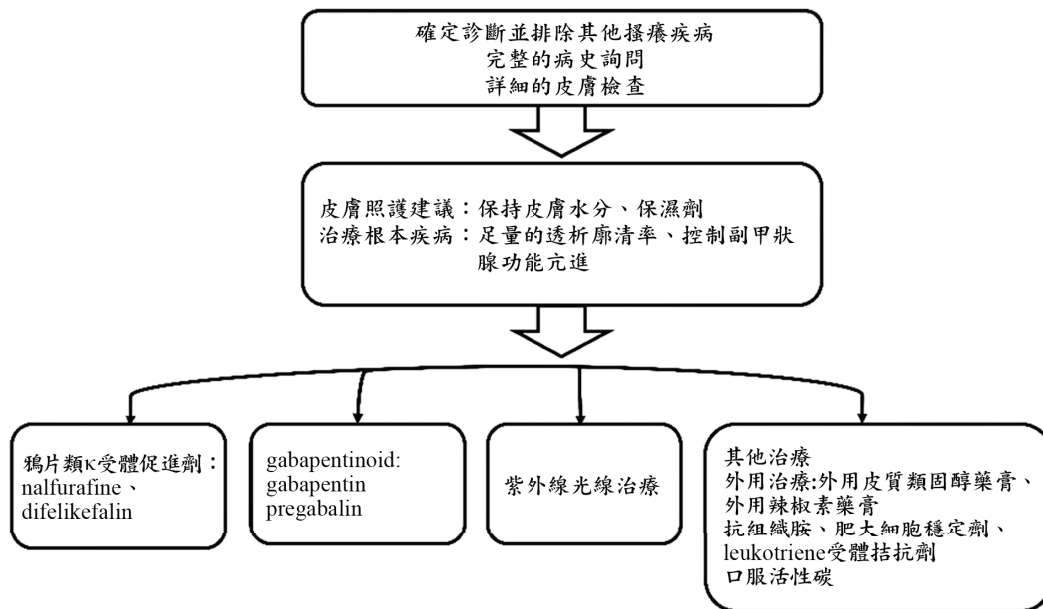 確定診斷並排除其他搔癢疾病
完整的病史詢問
詳細的皮膚檢查
皮膚照護建議：保持皮膚水分、保濕劑
治療根本疾病：足量的透析廓清率、控制副甲狀
腺功能亢進
鴉片類κ受體促進劑：
nalfurafine、
difelikefalin
gabapentinoid:
gabapentin
pregabalin
紫外線光線治療
其他治療
外用治療:外用皮質類固醇藥膏、
外用辣椒素藥膏
抗組織胺、肥大細胞穩定劑、
leukotriene受體拮抗劑
口服活性碳